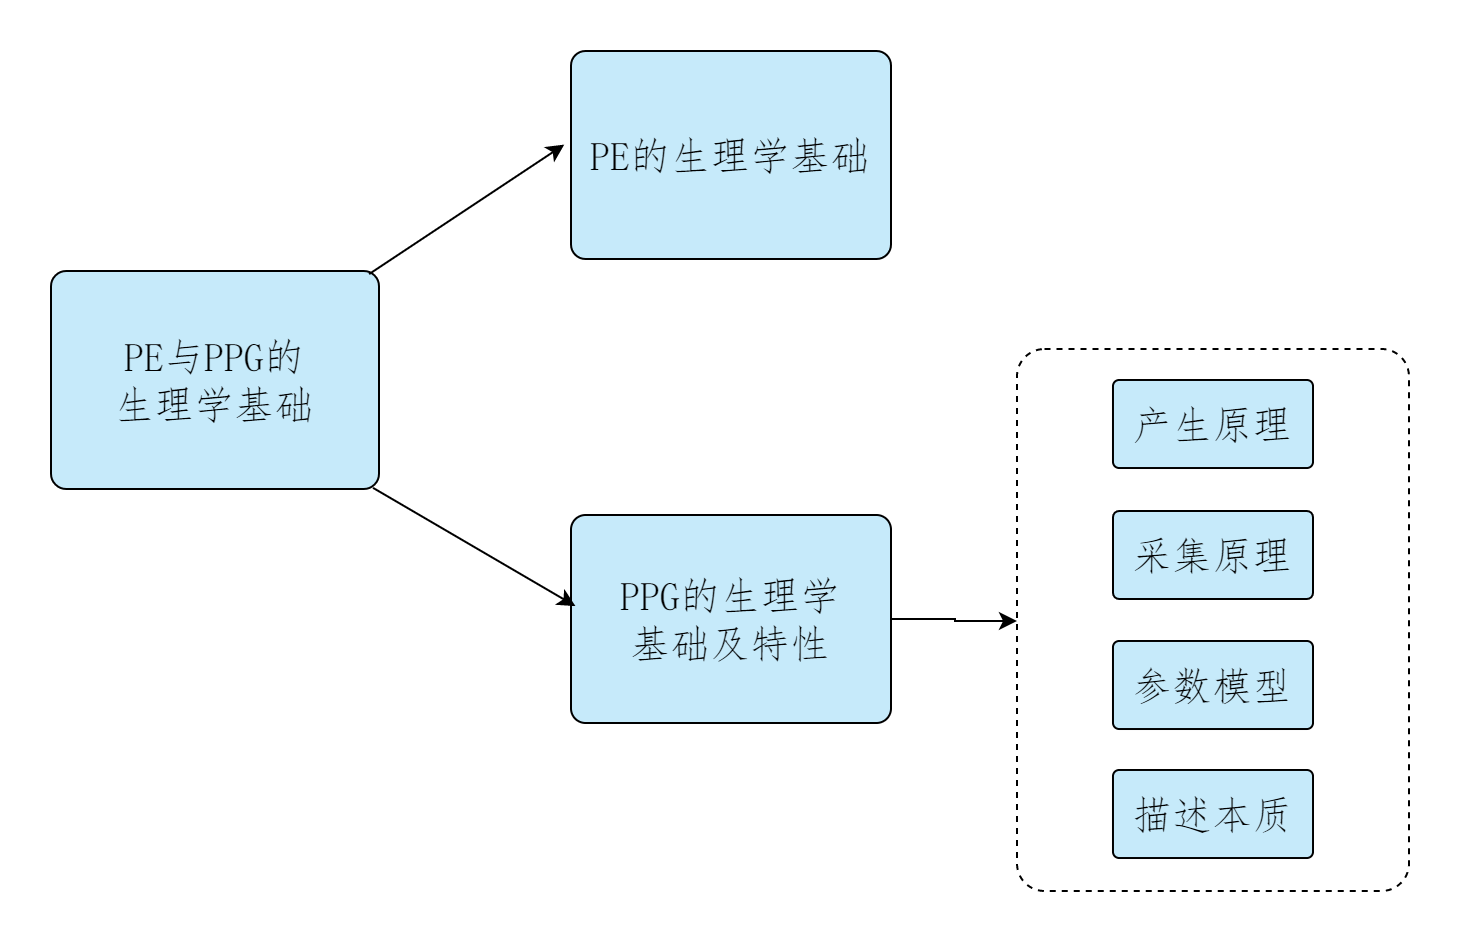 PE的生理学基础
PE与PPG的
生理学基础
PPG的生理学
基础及特性
产生原理
采集原理
参数模型
描述本质